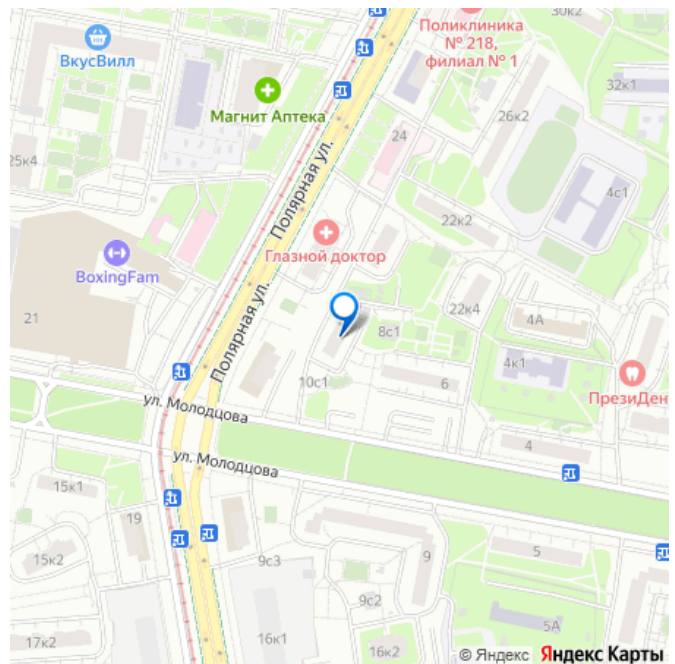 30к2
Поликлиника
№ 218,
филиал № 1
ВкусВилл
32к1
Магнит Аптека
26к2
24
25к4
Полярная ул.
4с1
22к2
Глазной доктор
BoxingFam
22к4
21
4А
8с1
Полярная ул.
4к1
10с1
6
ПрезиДен
ул. Молодцова
4
ул. Молодцова
15к1
19
5
9
15к2
9с3
9с2
5А
17к2
16к1
16к2
© Яндекс Яндекс Карты